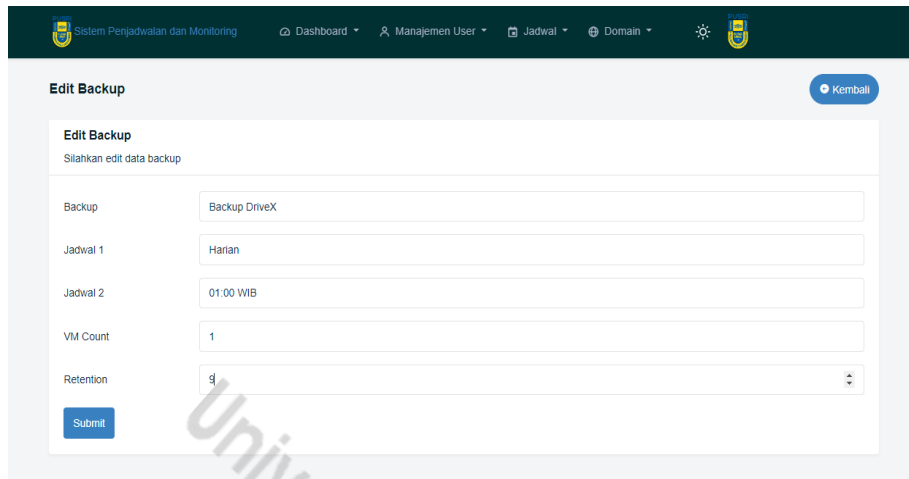 Sistem Penjadwalan dan Monitoring Dashboard Manajemen User Jadwal Domain
Edit Backup Kembali
Edit Backup
Silahkan edit data backup
Backup Backup DriveX
Jadwal 1 Harian
Jadwal 2 01:00 WIB
VM Count 1
Retention 9
Submit